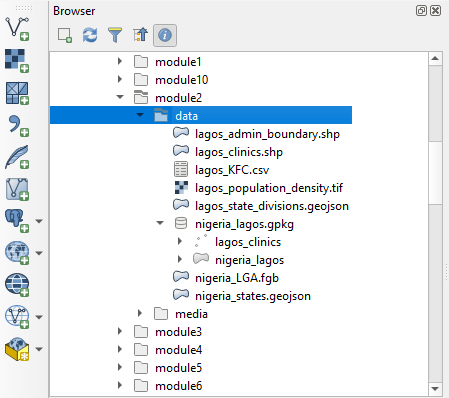 Browser
module1
module10
module2
data
lagos_admin_boundary.shp
lagos_clinics.shp
lagos_KFC.csv
lagos_population_density.tif
lagos_state_divisions.geojson
nigeria_lagos.gpkg
lagos_clinics
nigeria_lagos
nigeria_LGA.fgb
nigeria_states.geojson
media
module3
module4
module5
module6